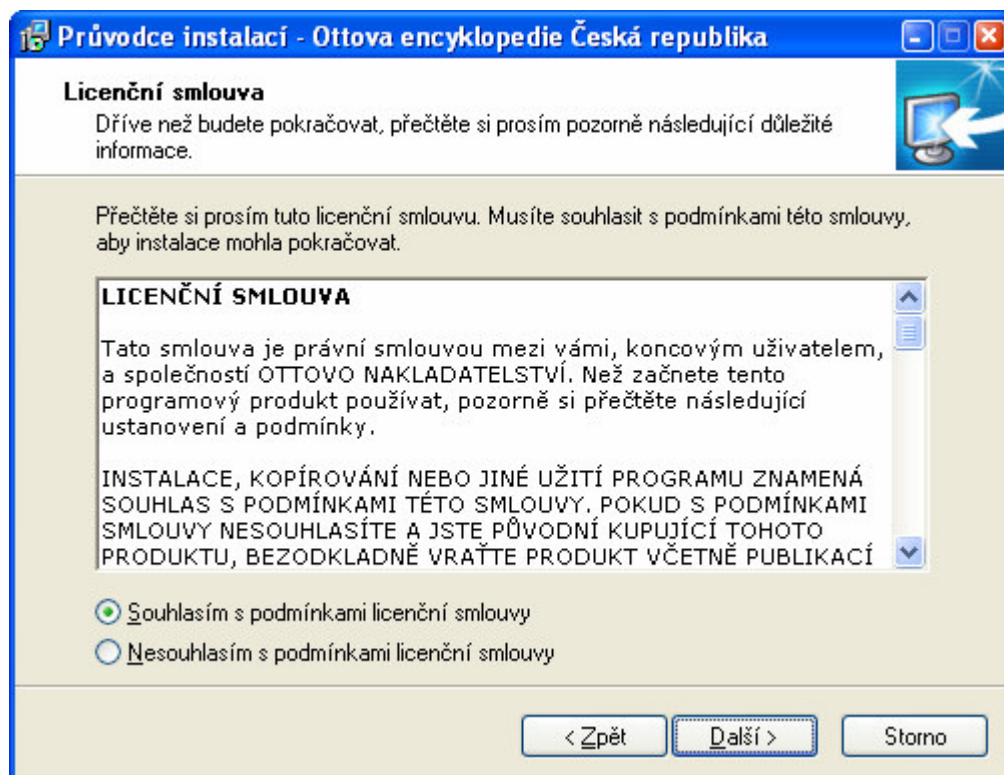 Průvodce instalací - Ottova encyklopedie Česká republika
Licenční smlouva
Dříve než budete pokračovat, přečtěte si prosím pozorně následující důležité
informace.
Přečtěte si prosím tuto licenční smlouvu. Musíte souhlasit s podmínkami této smlouvy,
aby instalace mohla pokračovat.
LICENČNÍ SMLOUVA
Tato smlouva je právní smlouvou mezi vámi, koncovým uživatelem,
a společností OTTOVO NAKLADATELSTVÍ. Než začnete tento
programový produkt používat, pozorně si přečtěte následující
ustanovení a podmínky.
INSTALACE, KOPÍROVÁNÍ NEBO JINÉ UŽITÍ PROGRAMU ZNAMENÁ
SOUHLAS S PODMÍNKAMI TÉTO SMLOUVY. POKUD S PODMÍNKAMI
SMLOUVY NESOUHLASÍTE A JSTE PŮVODNÍ KUPUJÍCÍ TOHOTO
PRODUKTU, BEZODKLADNĚ VRAŤTE PRODUKT VČETNĚ PUBLIKACÍ
Souhlasím s podmínkami licenční smlouvy
Nesouhlasím s podmínkami licenční smlouvy
< Zpět Další > Storno